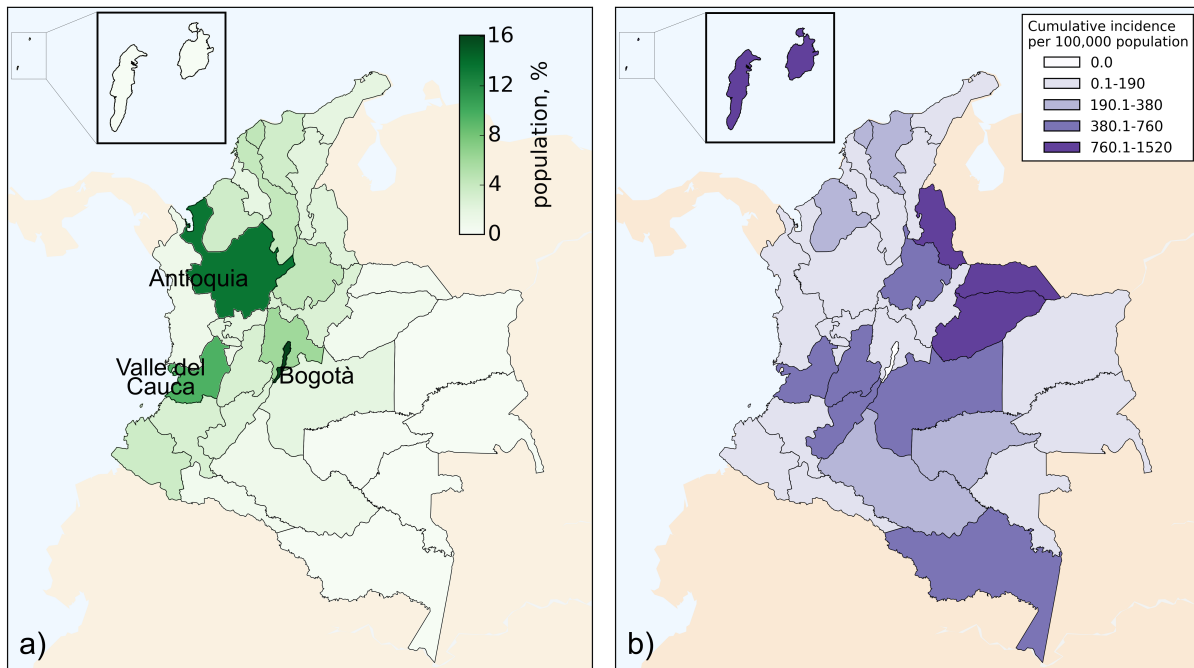 16
12
8
4
0
population, %
Antioquia
Valle del
Cauca
Bogotà
a)
Cumulative incidence
per 100,000 population
0.0
0.1-190
190.1-380
380.1-760
760.1-1520
b)